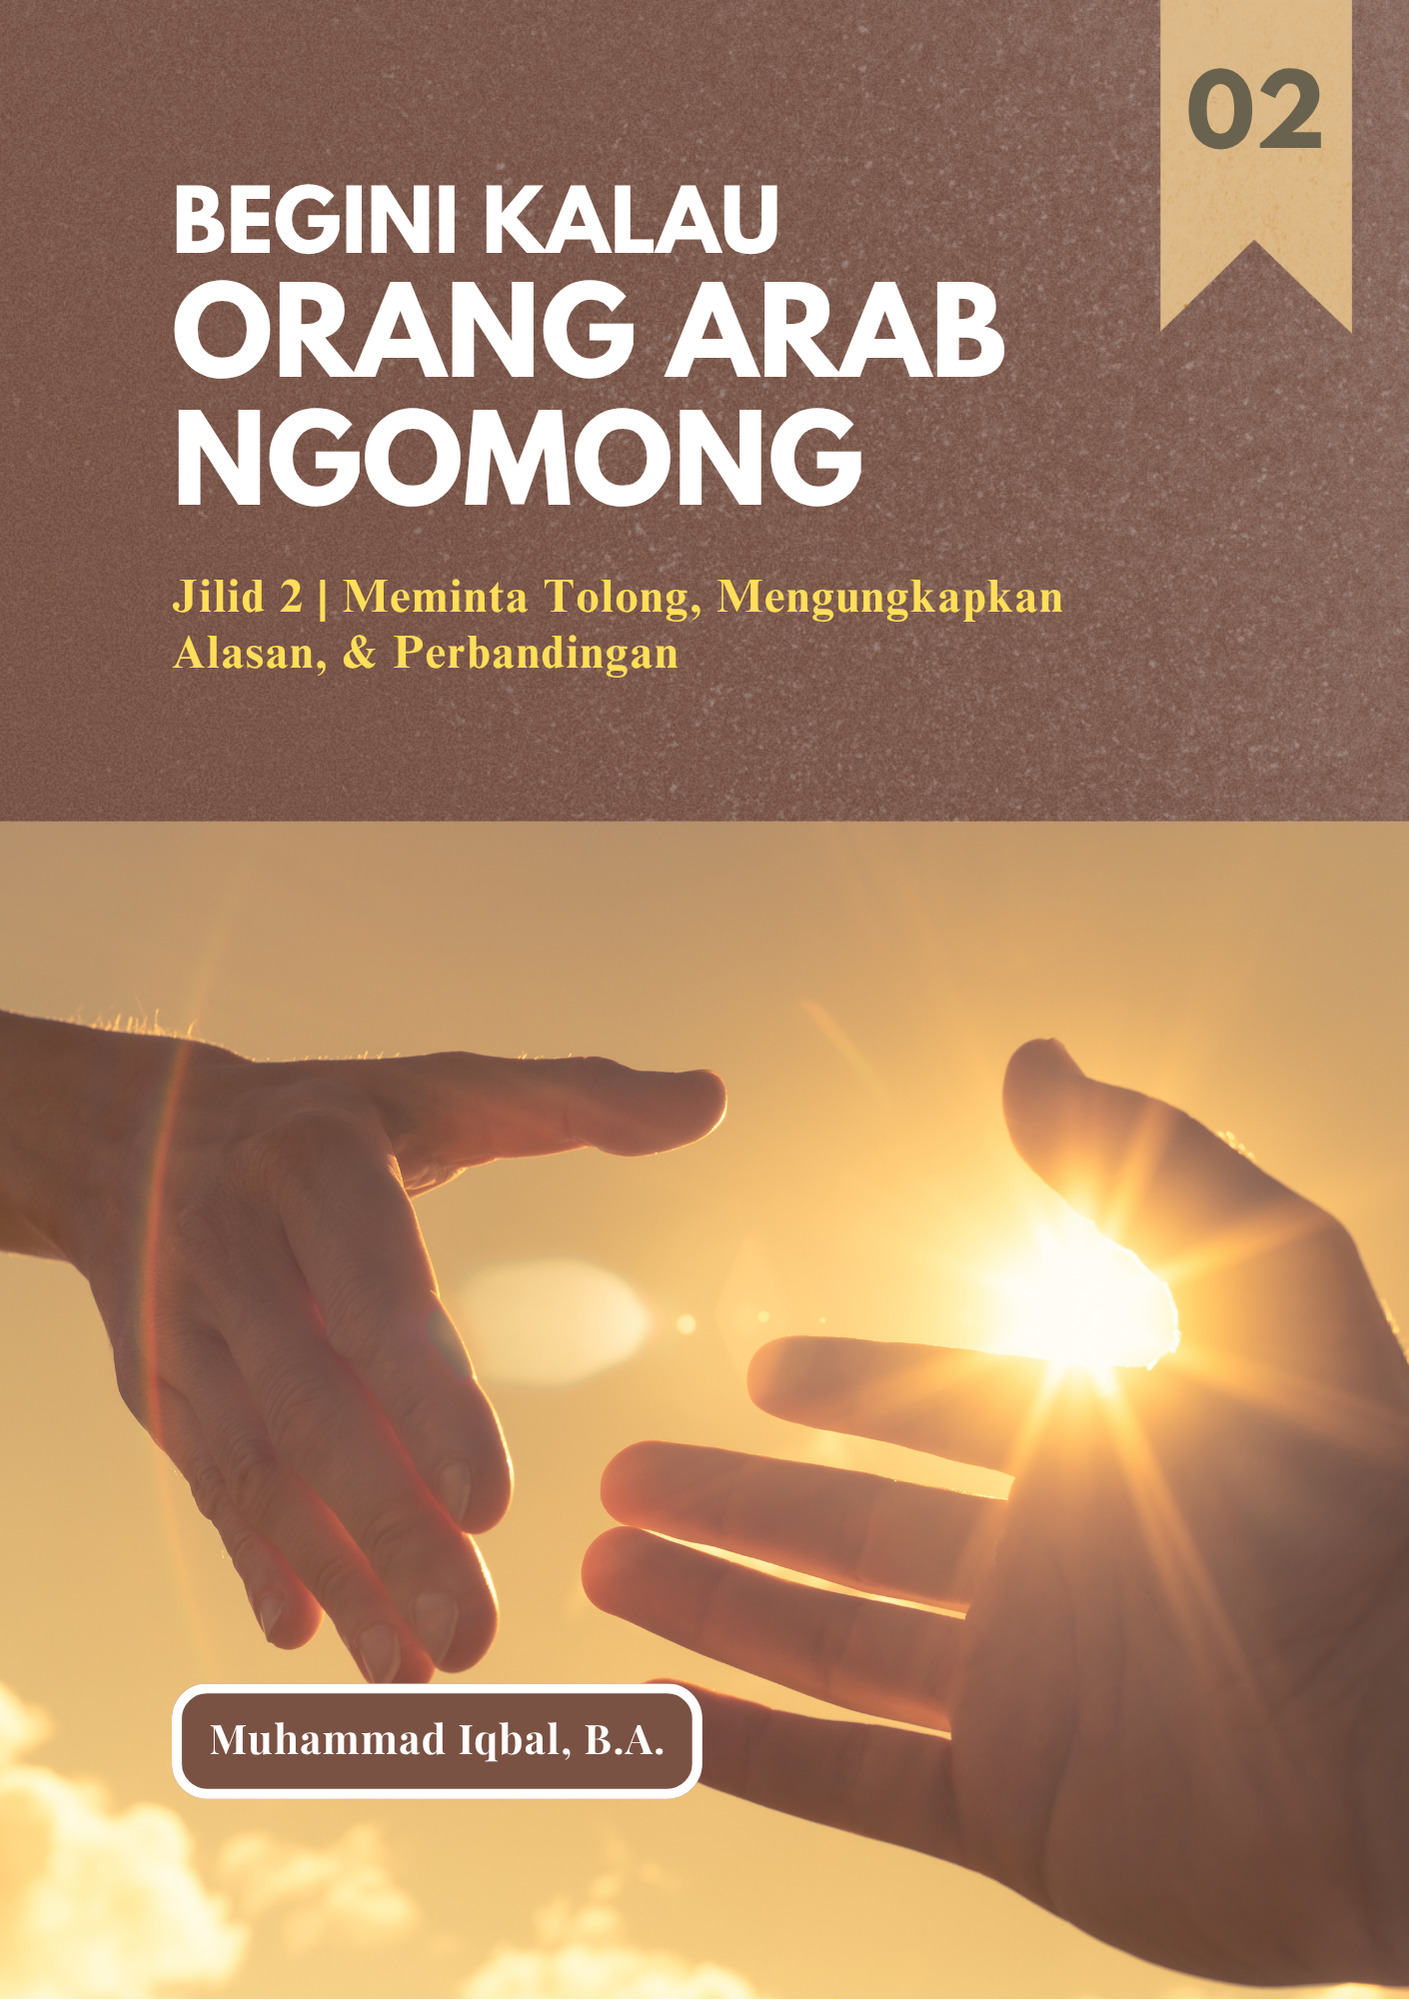 02
BEGINI KALAU
ORANG ARAB
NGOMONG
Jilid 2 | Meminta Tolong, Mengungkapkan
Alasan, & Perbandingan
Muhammad Iqbal, B.A.